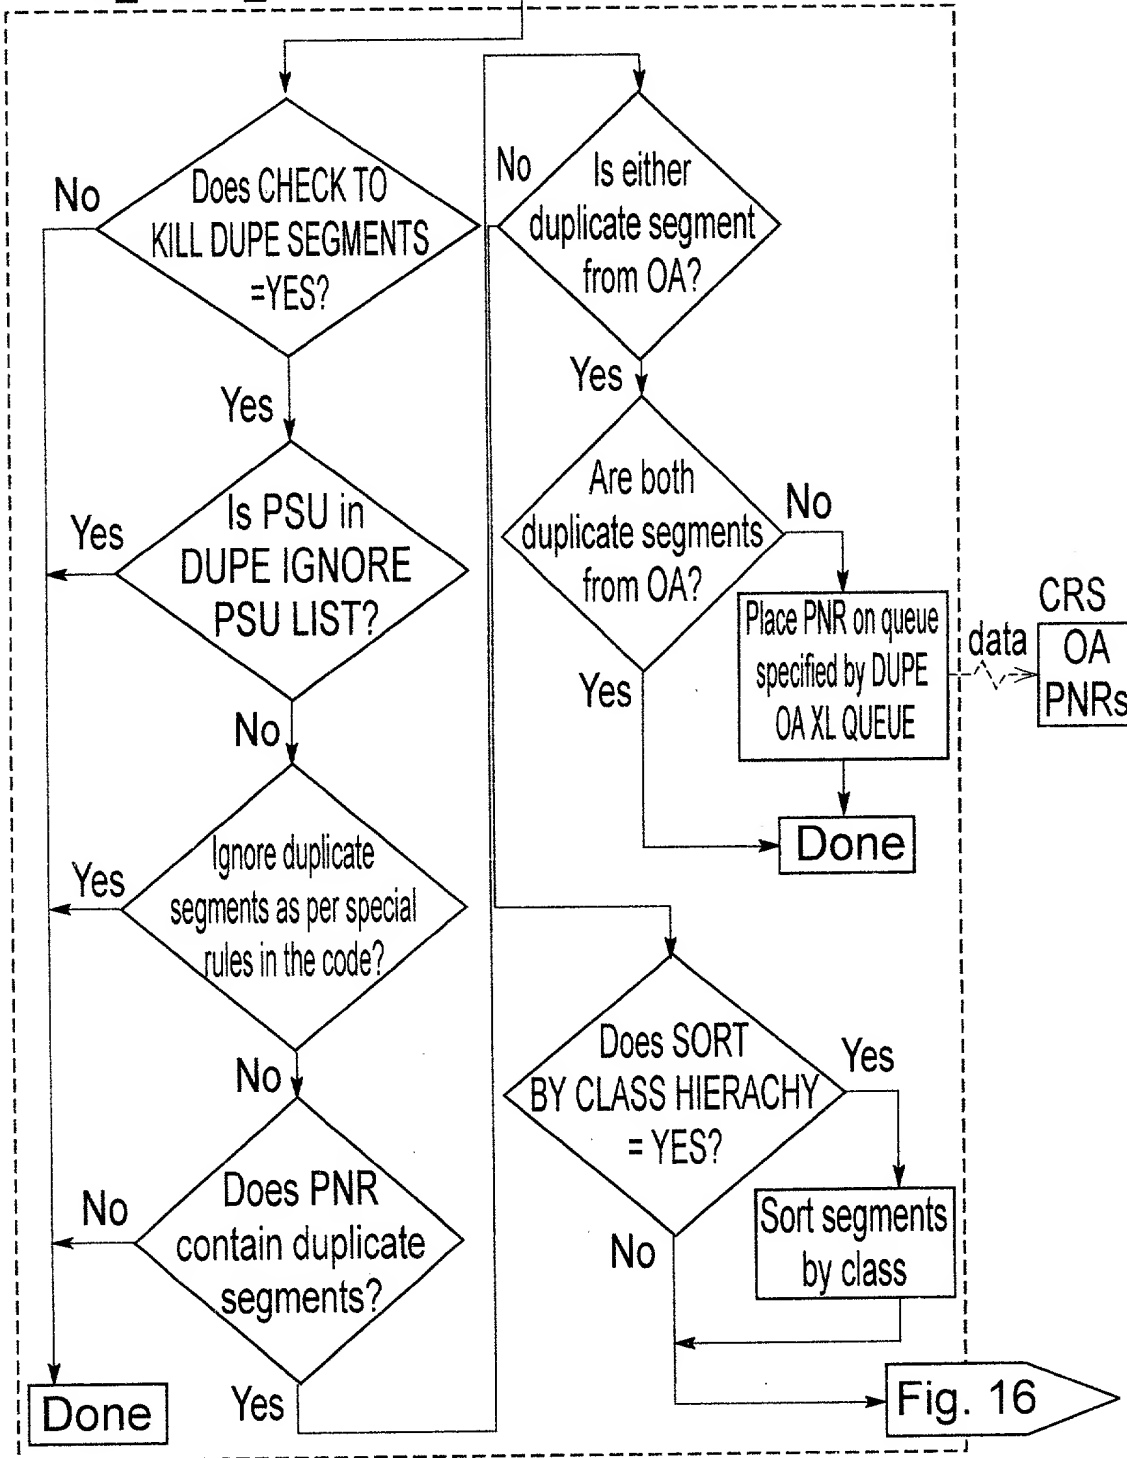 Does CHECK TO
KILL DUPE SEGMENTS
=YES?
No
Yes
Is PSU in
DUPE IGNORE
PSU LIST?
Yes
No
Ignore duplicate
segments as per special
rules in the code?
Yes
No
Does PNR
contain duplicate
segments?
No
Yes
Done
Is either
duplicate segment
from OA?
No
Yes
Are both
duplicate segments
from OA?
No
Yes
Place PNR on queue
specified by DUPE
OA XL QUEUE
data
CRS
OA
PNRs
Done
Does SORT
BY CLASS HIERACHY
= YES?
Yes
No
Sort segments
by class
Fig. 16